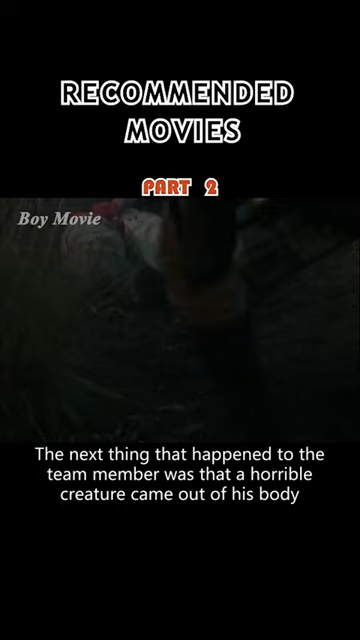 RECOMMENDED
MOVIES
PART 2
Boy Movie
The next thing that happened to the
team member was that a horrible
creature came out of his body